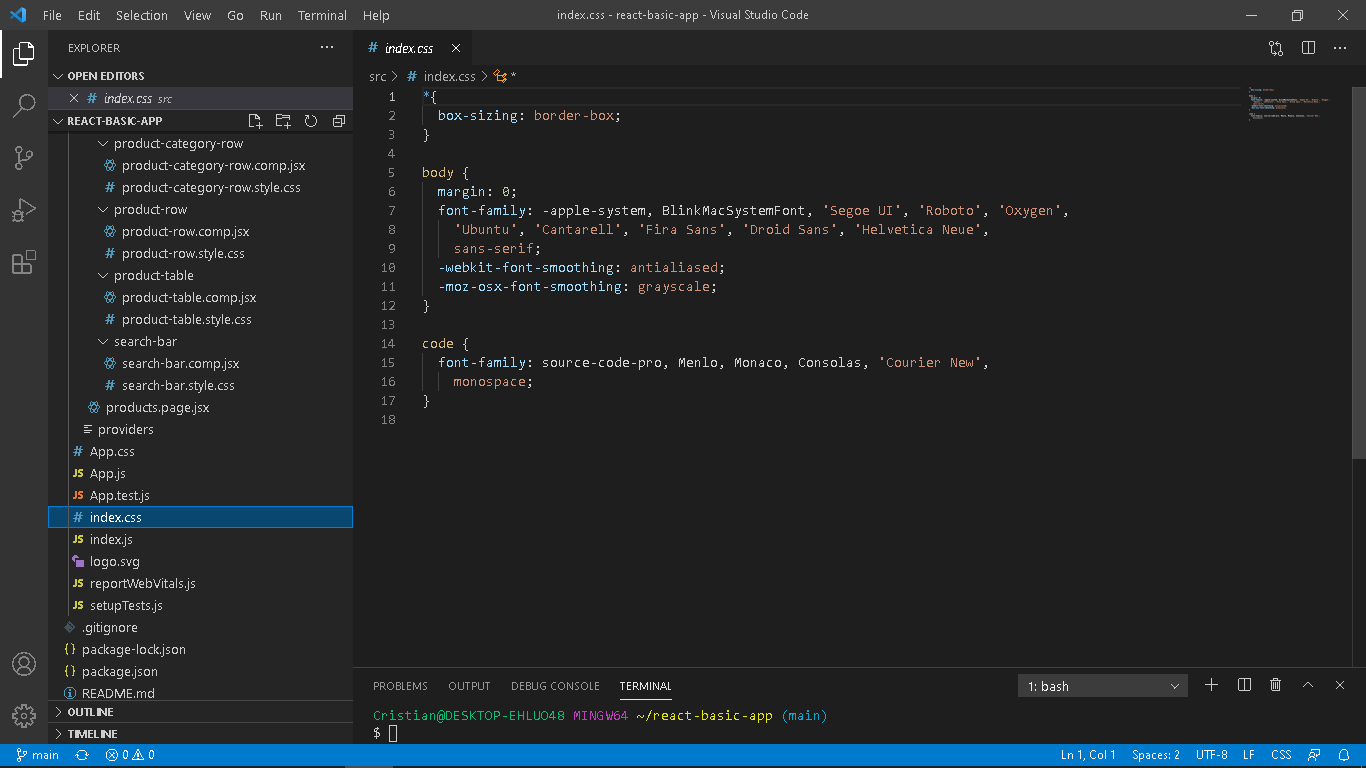 File Edit Selection View Go Run Terminal Help
index.css - react-basic-app - Visual Studio Code
EXPLORER
OPEN EDITORS
# index.css src
REACT-BASIC-APP
product-category-row
product-category-row.comp.jsx
# product-category-row.style.css
product-row
product-row.comp.jsx
# product-row.style.css
product-table
product-table.comp.jsx
# product-table.style.css
search-bar
search-bar.comp.jsx
# search-bar.style.css
products.page.jsx
providers
# App.css
JS App.js
JS App.test.js
# index.css
JS index.js
logo.svg
JS reportWebVitals.js
JS setupTests.js
.gitignore
{} package-lock.json
{} package.json
README.md
OUTLINE
TIMELINE
# index.css
src > # index.css > *
1 *{
2 box-sizing: border-box;
3 }
4
5 body {
6 margin: 0;
7 font-family: -apple-system, BlinkMacSystemFont, 'Segoe UI', 'Roboto', 'Oxygen',
8 'Ubuntu', 'Cantarell', 'Fira Sans', 'Droid Sans', 'Helvetica Neue',
9 sans-serif;
10 -webkit-font-smoothing: antialiased;
11 -moz-osx-font-smoothing: grayscale;
12 }
13
14 code {
15 font-family: source-code-pro, Menlo, Monaco, Consolas, 'Courier New',
16 monospace;
17 }
18
PROBLEMS OUTPUT DEBUG CONSOLE TERMINAL
1: bash
Cristian@DESKTOP-EHLUO48 MINGW64 ~/react-basic-app (main)
$
main 0 0
Ln 1, Col 1 Spaces: 2 UTF-8 LF CSS